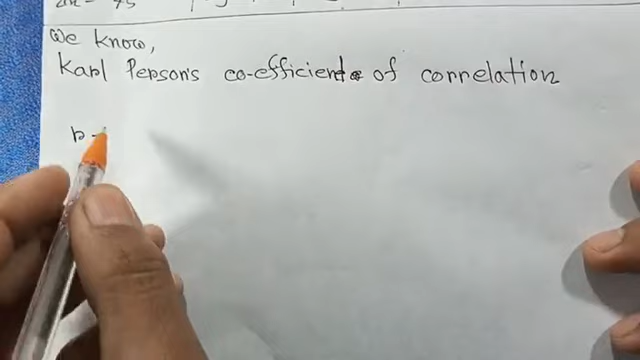 We know,
Karl Person's co-efficient of correlation
r -